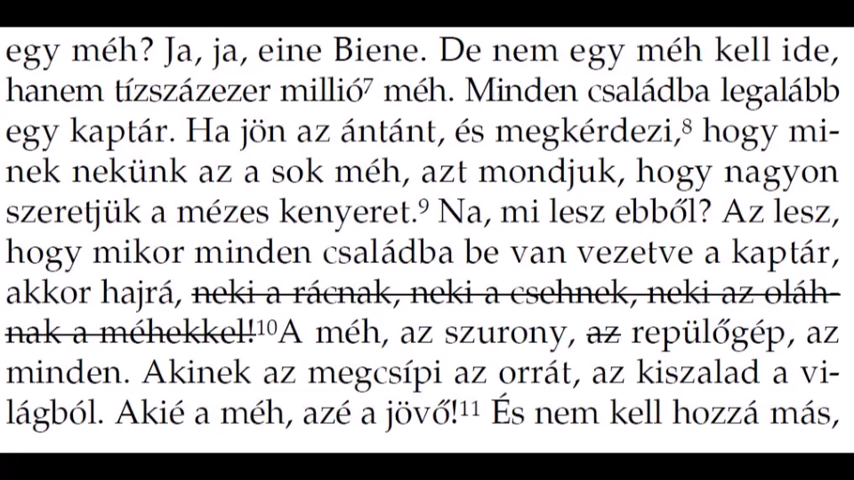 egy méh? Ja, ja, eine Biene. De nem egy méh kell ide,
hanem tízszázezer millió⁷ méh. Minden családba legalább
egy kaptár. Ha jön az ántánt, és megkérdezi,⁸ hogy mi-
nek nekünk az a sok méh, azt mondjuk, hogy nagyon
szeretjük a mézes kenyeret.⁹ Na, mi lesz ebből? Az lesz,
hogy mikor minden családba be van vezetve a kaptár,
akkor hajrá, neki a rácnak, neki a csehnek, neki az oláh-
nak a méhekkel!¹⁰A méh, az szurony, az repülőgép, az
minden. Akinek az megcsípi az orrát, az kiszalad a vi-
lágból. Akié a méh, azé a jövő!¹¹ És nem kell hozzá más,